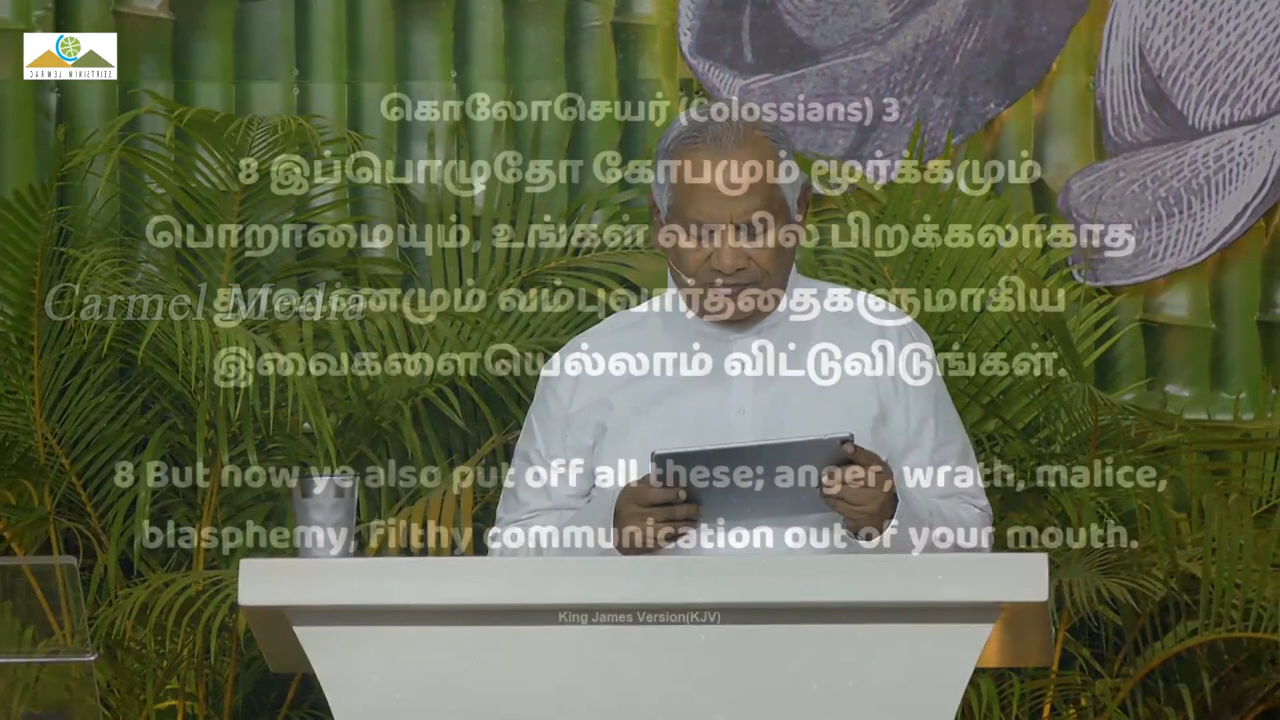 CARMEL MINISTRIES
கொலோசெயர் (Colossians) 3
8 இப்பொழுதோ கோபமும் மூர்க்கமும்
பொறாமையும், உங்கள் வாயில் பிறக்கலாகாத
தூஷணமும் வம்பு வார்த்தைகளுமாகிய
Carmel Media
இவைகளையெல்லாம் விட்டுவிடுங்கள்.
8 But now ye also put off all these; anger, wrath, malice,
blasphemy, filthy communication out of your mouth.
King James Version(KJV)